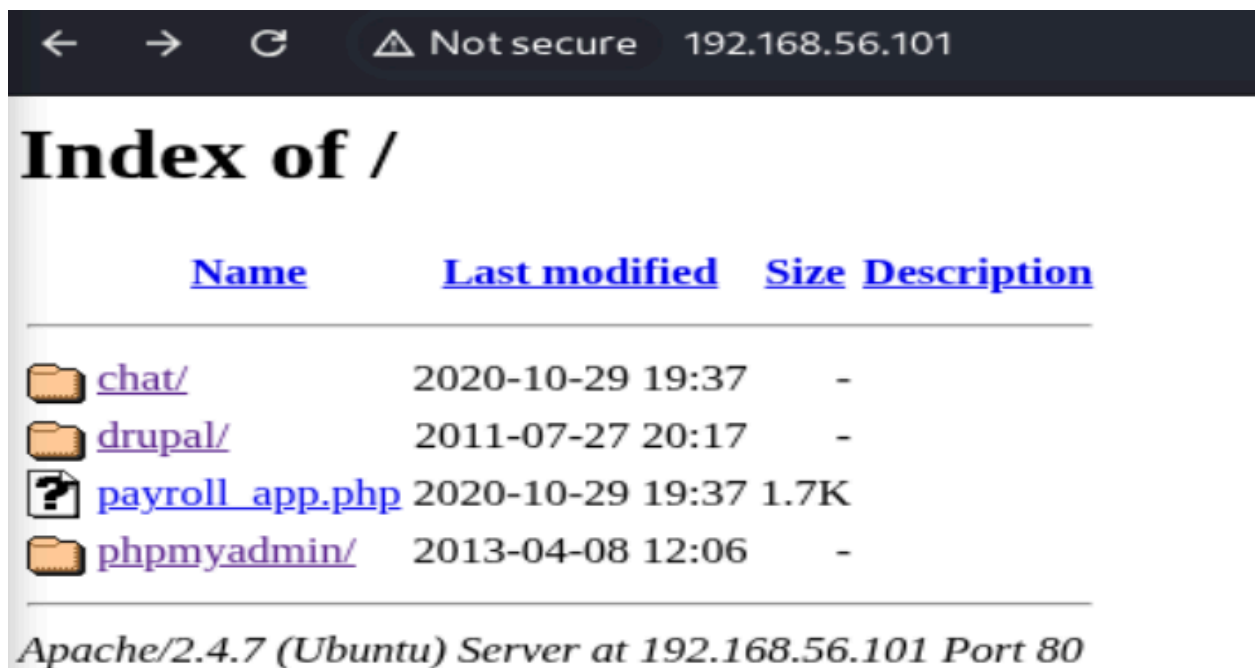 Not secure 192.168.56.101
Index of /
Name Last modified Size Description
chat/ 2020-10-29 19:37 -
drupal/ 2011-07-27 20:17 -
payroll_app.php 2020-10-29 19:37 1.7K
phpmyadmin/ 2013-04-08 12:06 -
Apache/2.4.7 (Ubuntu) Server at 192.168.56.101 Port 80